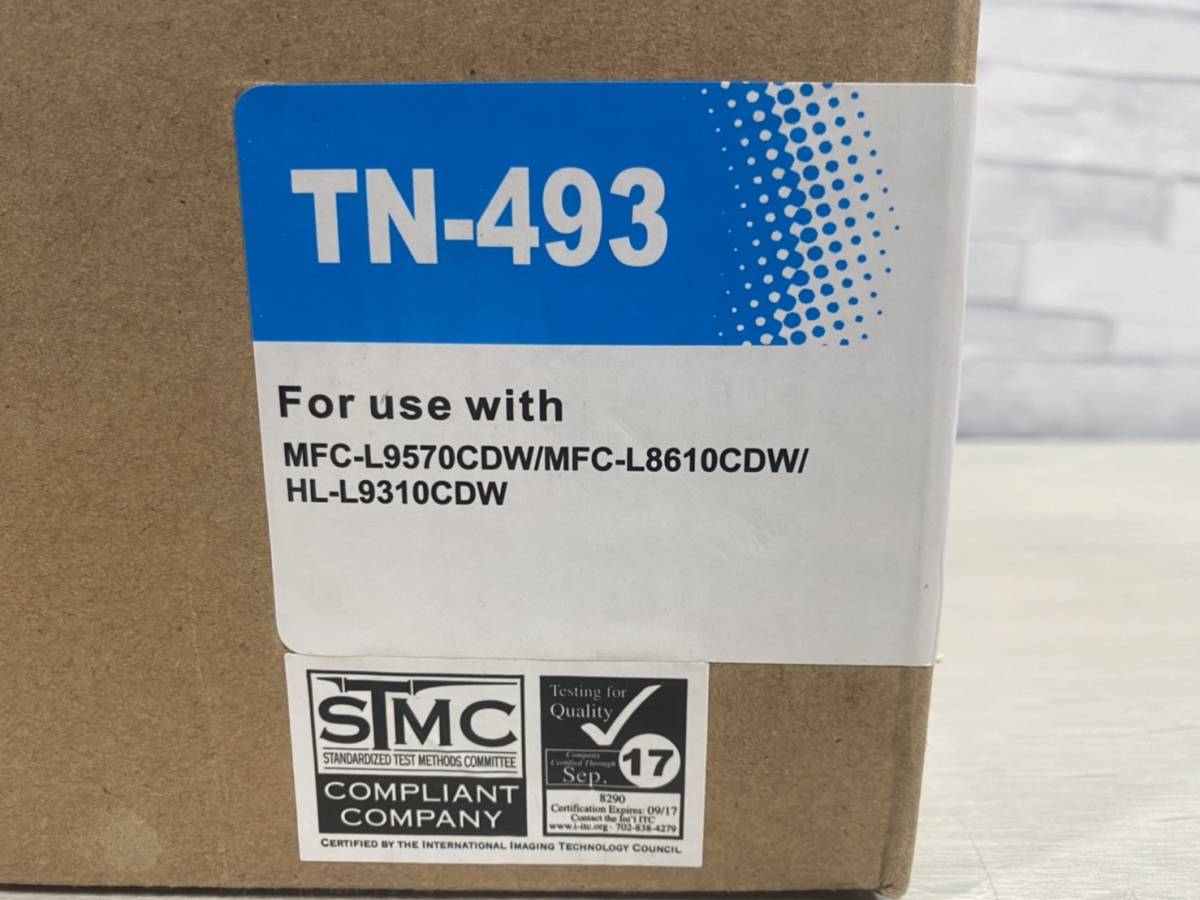 TN-493
For use with
MFC-L9570CDW/MFC-L8610CDW/
HL-L9310CDW
STMC
STANDARDIZED TEST METHODS COMMITTEE
COMPLIANT
COMPANY
Testing for
Quality
Company
Certified Through
Sep. 17
8290
Certification Expires: 09/17
Contact the Int'l ITC
www.i-itc.org · 702-838-4279
CERTIFIED BY THE INTERNATIONAL IMAGING TECHNOLOGY COUNCIL